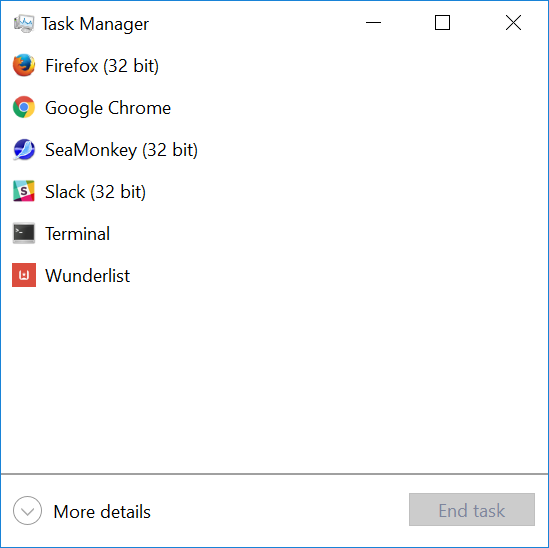 Task Manager
Firefox (32 bit)
Google Chrome
SeaMonkey (32 bit)
Slack (32 bit)
Terminal
Wunderlist
More details
End task